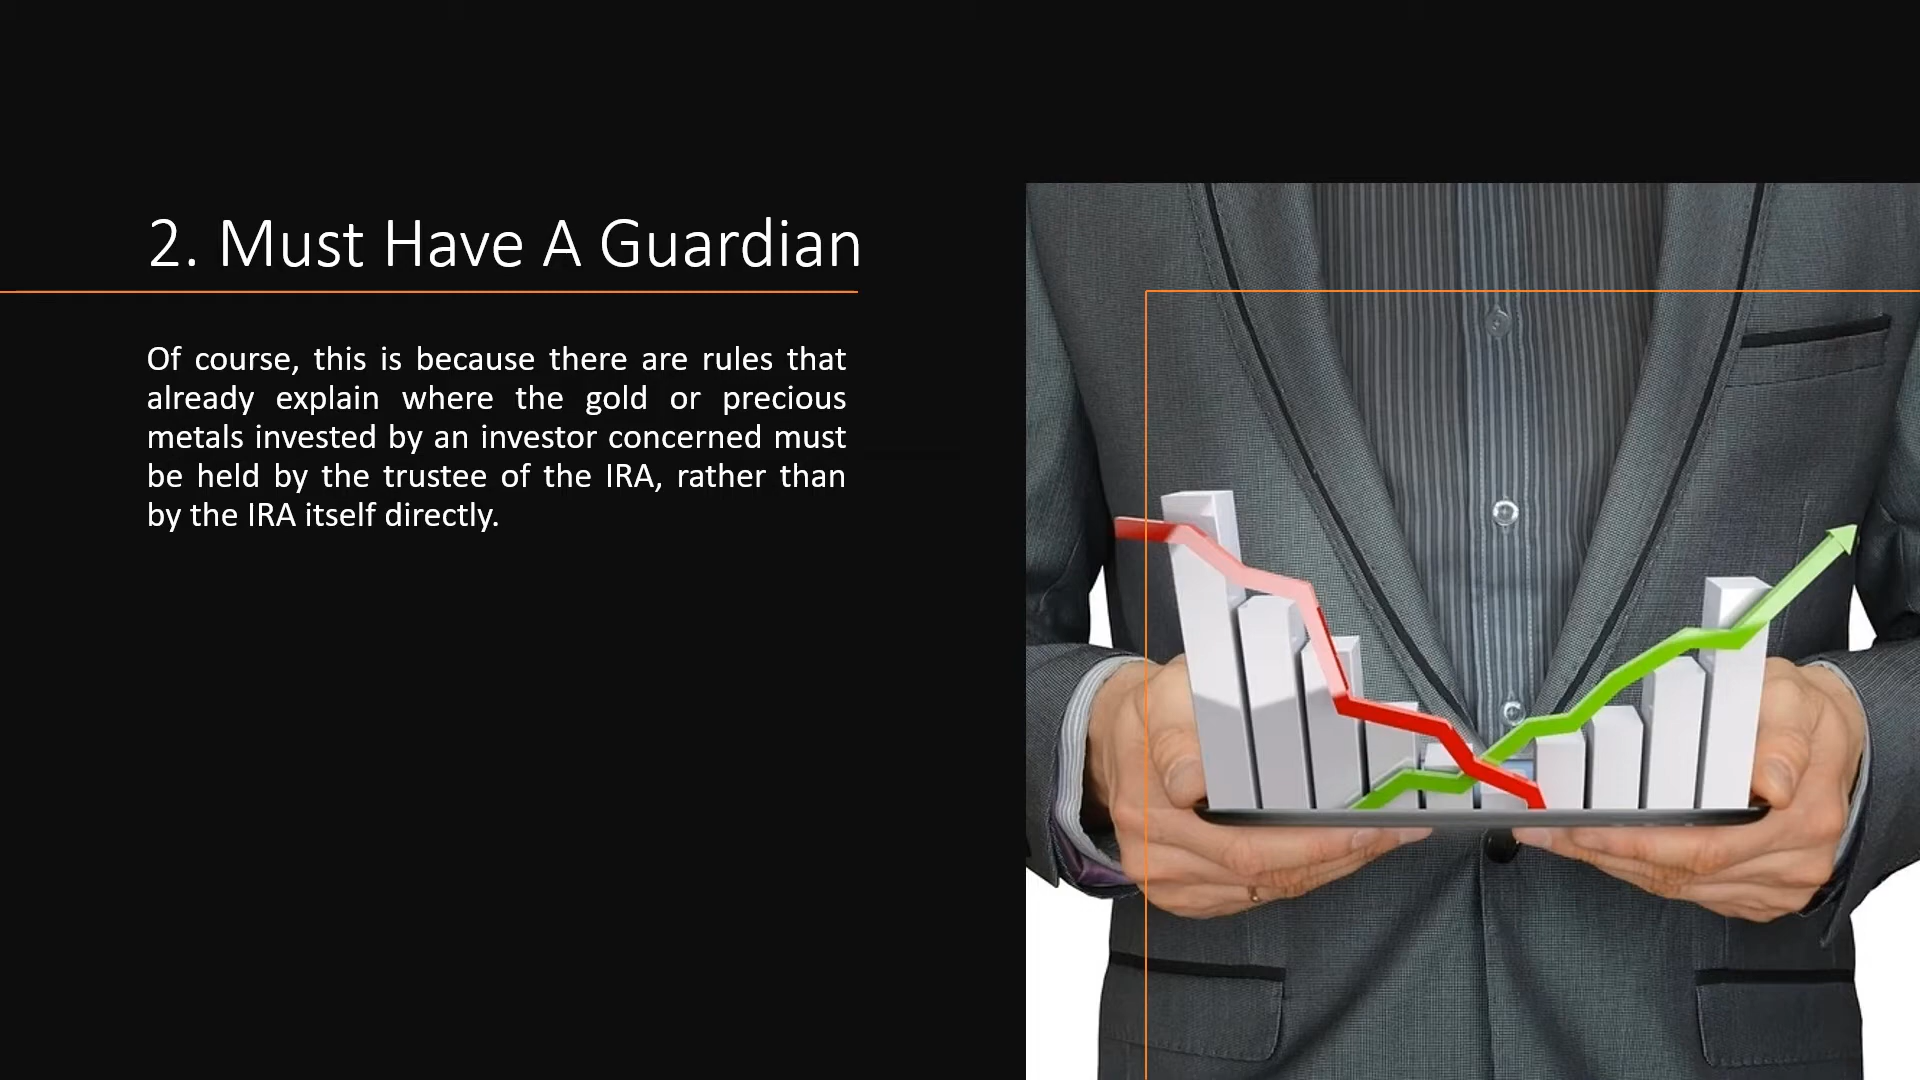 2. Must Have A Guardian
Of course, this is because there are rules that
already explain where the gold or precious
metals invested by an investor concerned must
be held by the trustee of the IRA, rather than
by the IRA itself directly.